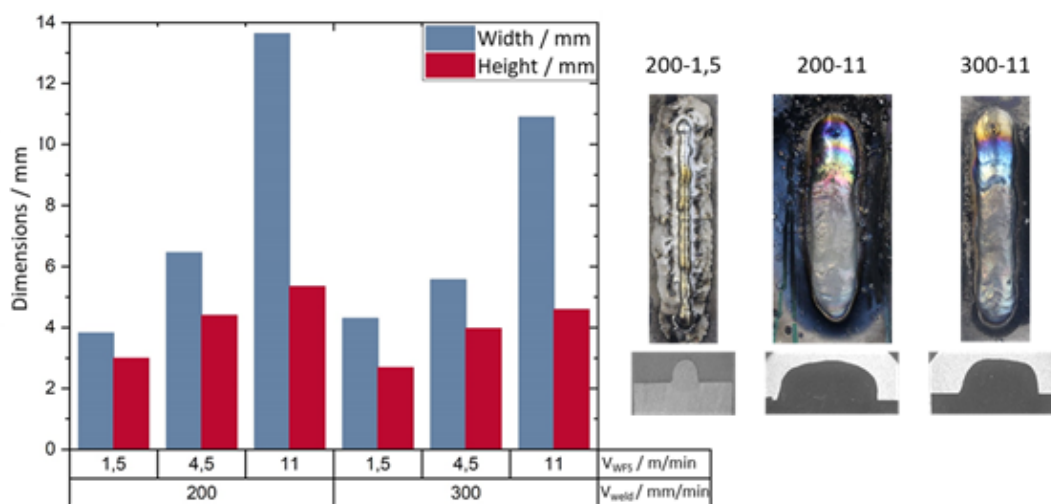 14
12
10
8
6
4
2
0
Dimensions / mm
Width / mm
Height / mm
1,5 4,5 11 1,5 4,5 11 V_WFS / m/min
200 300 V_weld / mm/min
200-1,5 200-11 300-11